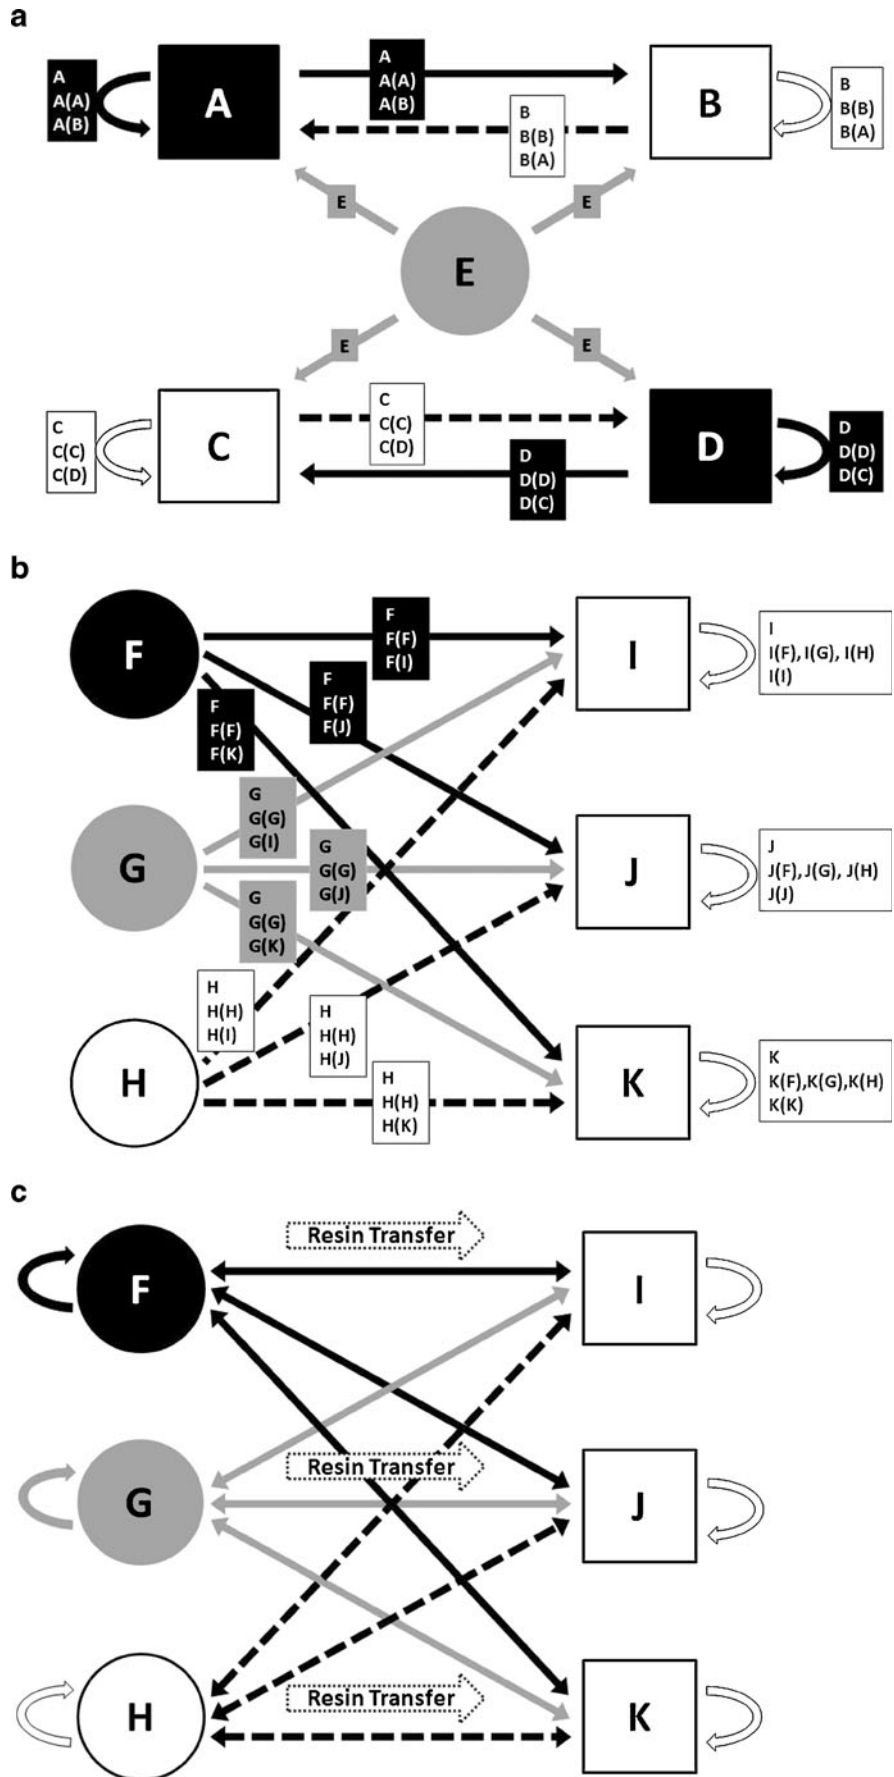 a
A
A(A)
A(B)
A
A
A(A)
A(B)
B
B(B)
B(A)
B
B
B(B)
B(A)
E
E
E
E
E
C
C(C)
C(D)
C
C
C(C)
C(D)
D
D(D)
D(C)
D
D
D(D)
D(C)
b
F
F
F(F)
F(I)
F
F(F)
F(J)
F
F(F)
F(K)
I
I
I(F), I(G), I(H)
I(I)
G
G
G(G)
G(I)
G
G(G)
G(J)
G
G(G)
G(K)
J
J
J(F), J(G), J(H)
J(J)
H
H
H(H)
H(I)
H
H(H)
H(J)
H
H(H)
H(K)
K
K
K(F),K(G),K(H)
K(K)
c
Resin Transfer
F
I
Resin Transfer
G
J
Resin Transfer
H
K